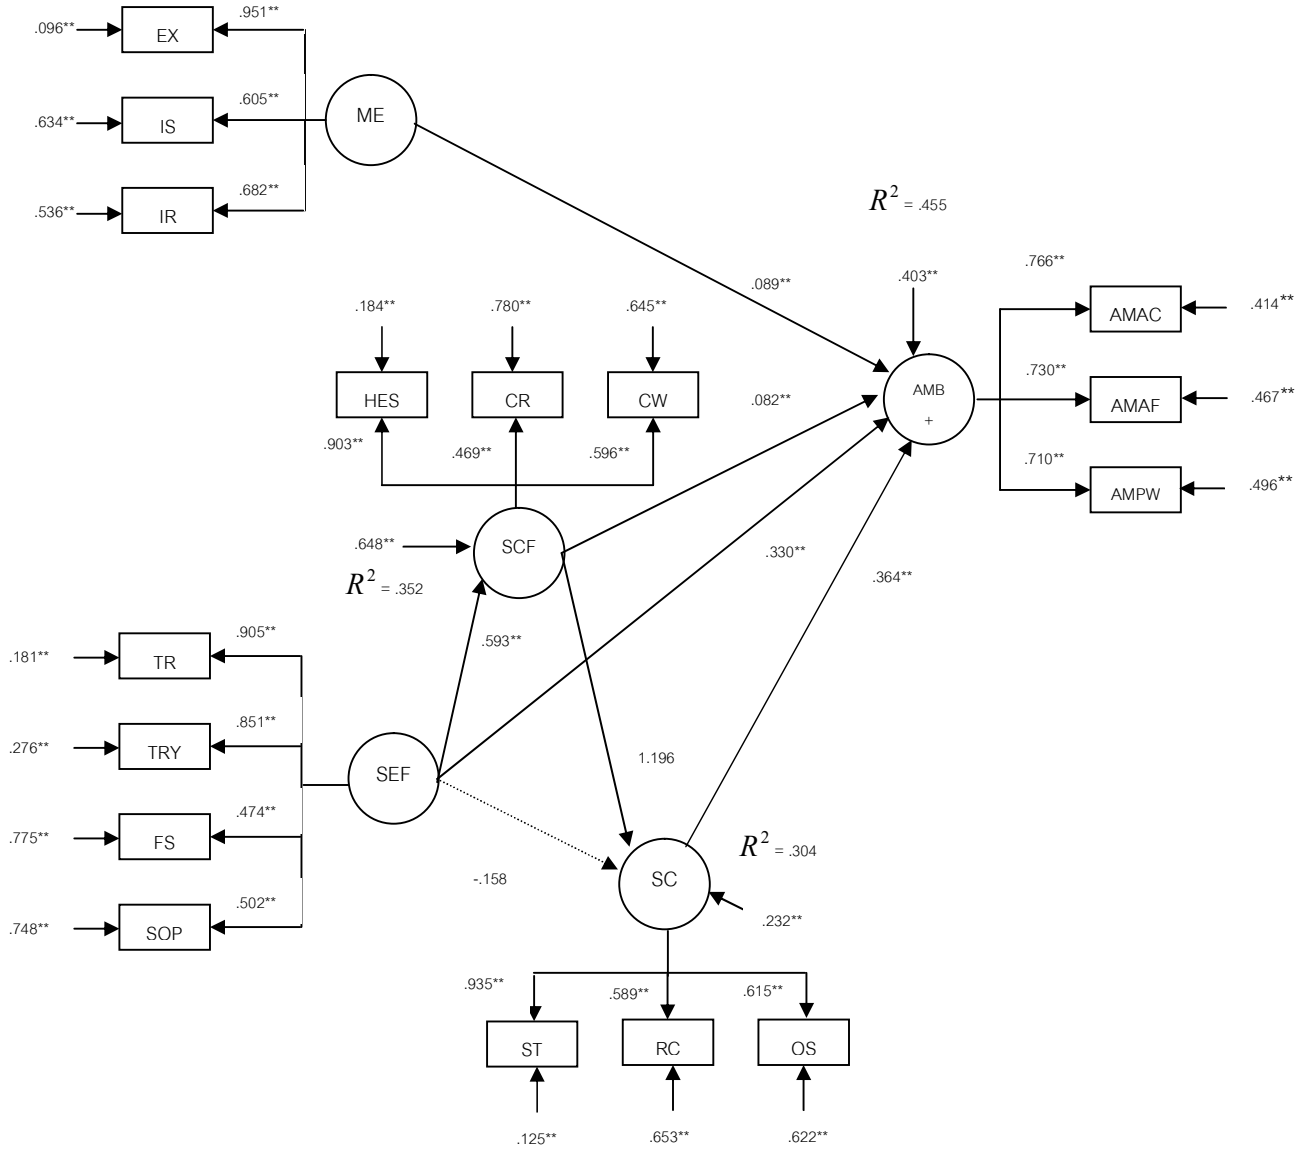 .951**
.096**
EX
.605**
ME
.634**
IS
.682**
.536**
IR
R² = .455
.766**
.403**
.089**
.184**
.780**
.645**
AMAC
.414**
.730**
HES
CR
CW
.082**
AMB
+
AMAF
.467**
.903**
.469**
.596**
.710**
AMPW
.496**
.648**
SCF
.330**
R² = .352
.364**
.593**
.905**
.181**
TR
.851**
.276**
TRY
1.196
SEF
.474**
.775**
FS
R² = .304
-.158
SC
.502**
.748**
SOP
.232**
.935**
.589**
.615**
ST
RC
OS
.125**
.653**
.622**